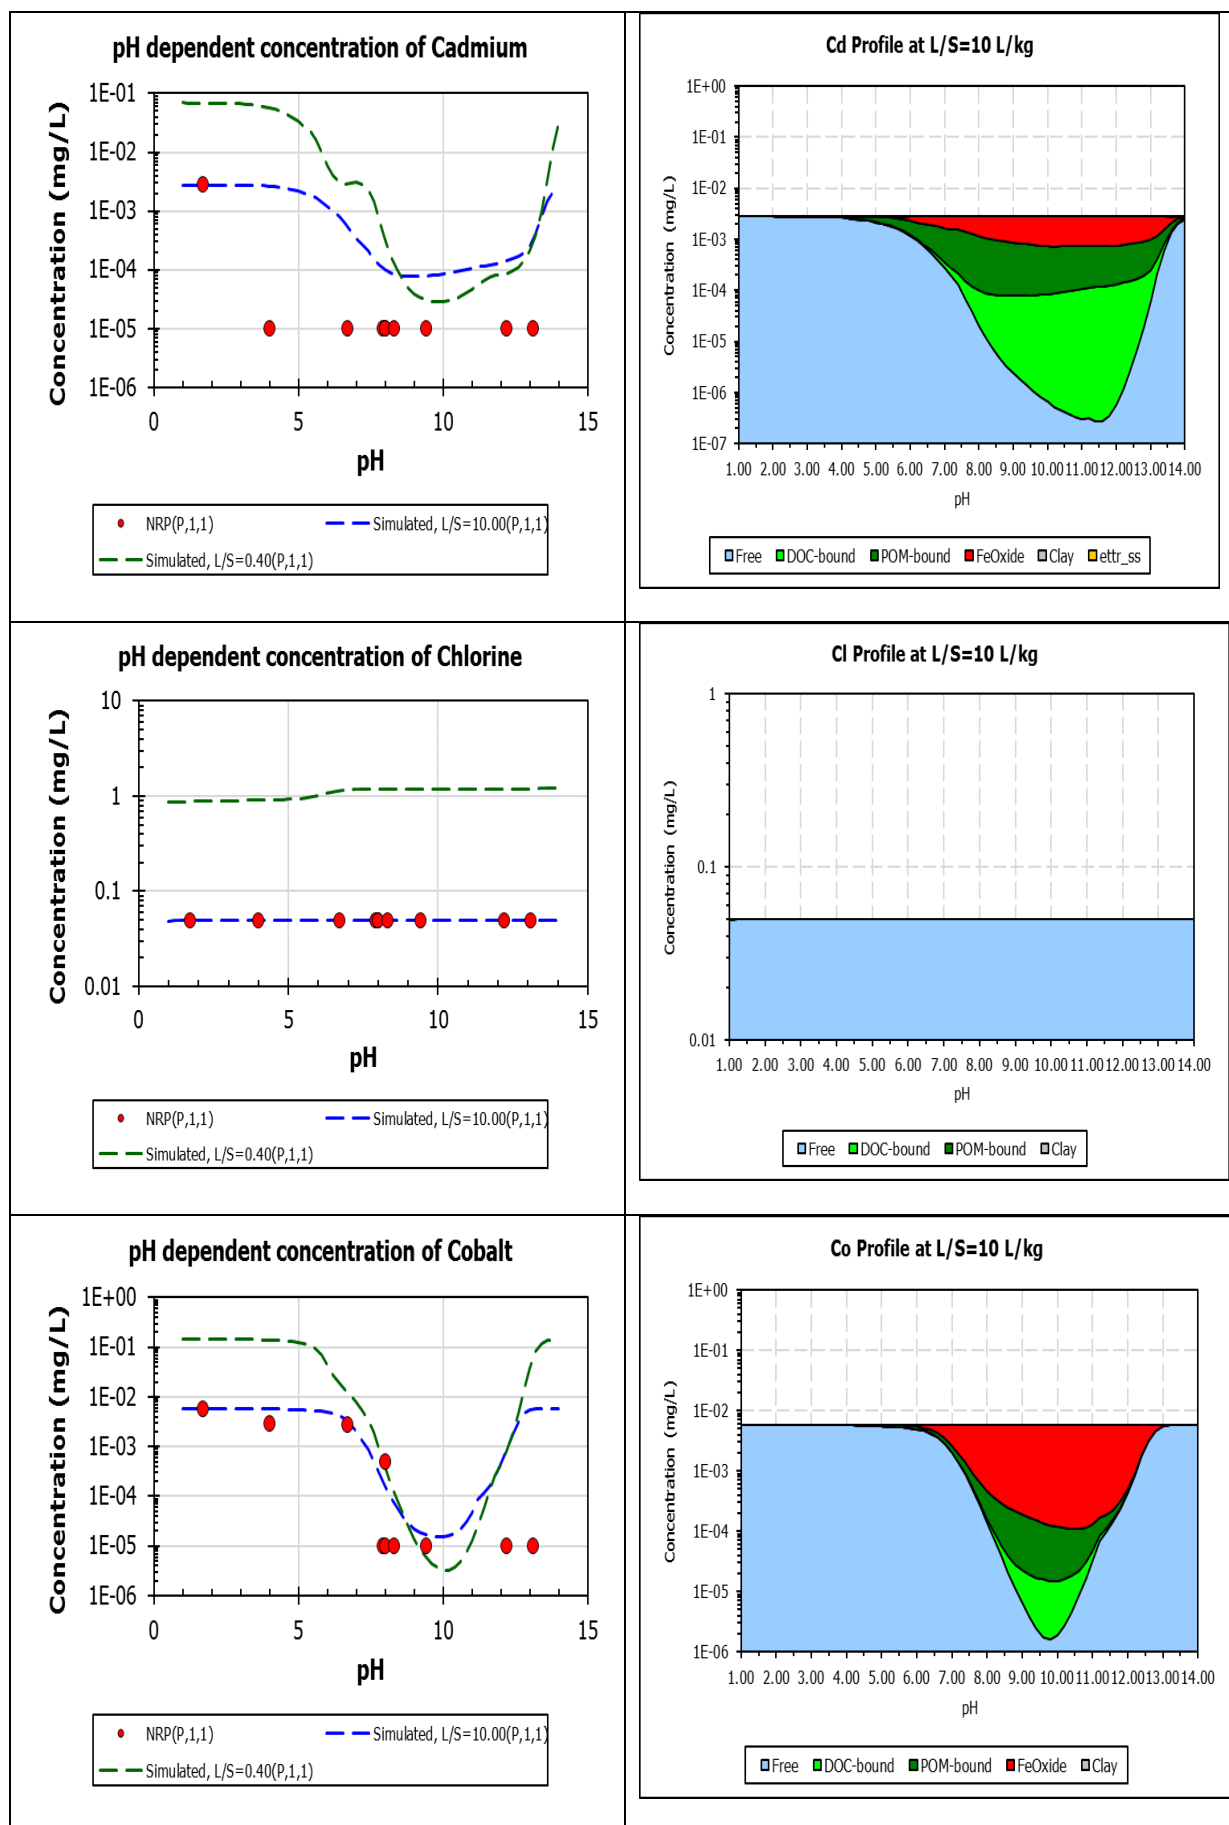 pH dependent concentration of Cadmium
Concentration (mg/L)
1E-01
1E-02
1E-03
1E-04
1E-05
1E-06
0 5 10 15
pH
NRP(P,1,1) Simulated, L/S=10.00(P,1,1)
Simulated, L/S=0.40(P,1,1)
Cd Profile at L/S=10 L/kg
Concentration (mg/L)
1E+00
1E-01
1E-02
1E-03
1E-04
1E-05
1E-06
1E-07
1.00 2.00 3.00 4.00 5.00 6.00 7.00 8.00 9.00 10.00 11.00 12.00 13.00 14.00
pH
Free DOC-bound POM-bound FeOxide Clay ettr_ss
pH dependent concentration of Chlorine
Concentration (mg/L)
10
1
0.1
0.01
0 5 10 15
pH
NRP(P,1,1) Simulated, L/S=10.00(P,1,1)
Simulated, L/S=0.40(P,1,1)
Cl Profile at L/S=10 L/kg
Concentration (mg/L)
1
0.1
0.01
1.00 2.00 3.00 4.00 5.00 6.00 7.00 8.00 9.00 10.00 11.00 12.00 13.00 14.00
pH
Free DOC-bound POM-bound Clay
pH dependent concentration of Cobalt
Concentration (mg/L)
1E+00
1E-01
1E-02
1E-03
1E-04
1E-05
1E-06
0 5 10 15
pH
NRP(P,1,1) Simulated, L/S=10.00(P,1,1)
Simulated, L/S=0.40(P,1,1)
Co Profile at L/S=10 L/kg
Concentration (mg/L)
1E+00
1E-01
1E-02
1E-03
1E-04
1E-05
1E-06
1.00 2.00 3.00 4.00 5.00 6.00 7.00 8.00 9.00 10.00 11.00 12.00 13.00 14.00
pH
Free DOC-bound POM-bound FeOxide Clay